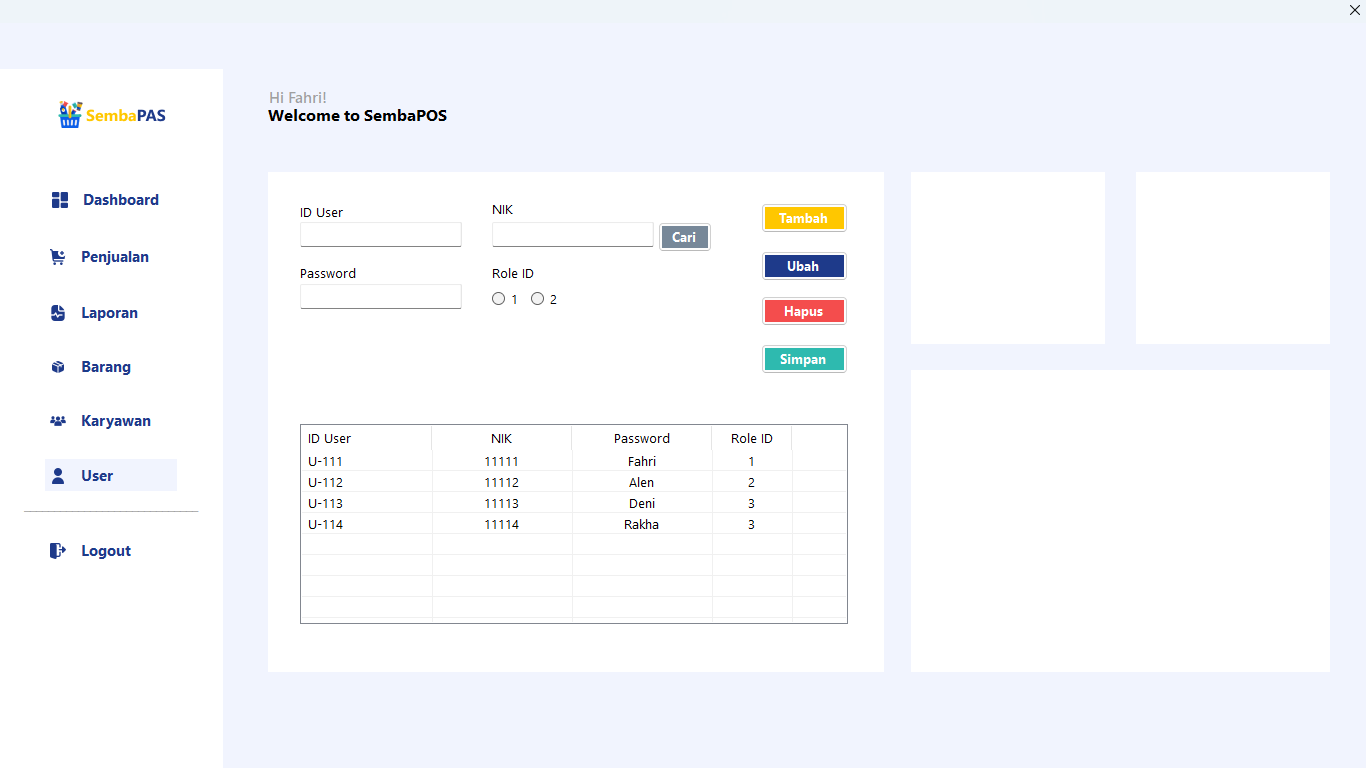 SembaPAS
Dashboard
Penjualan
Laporan
Barang
Karyawan
User
Logout
Hi Fahri!
Welcome to SembaPOS
ID User
NIK
Cari
Password
Role ID
1 2
Tambah
Ubah
Hapus
Simpan
ID User NIK Password Role ID
U-111 11111 Fahri 1
U-112 11112 Alen 2
U-113 11113 Deni 3
U-114 11114 Rakha 3